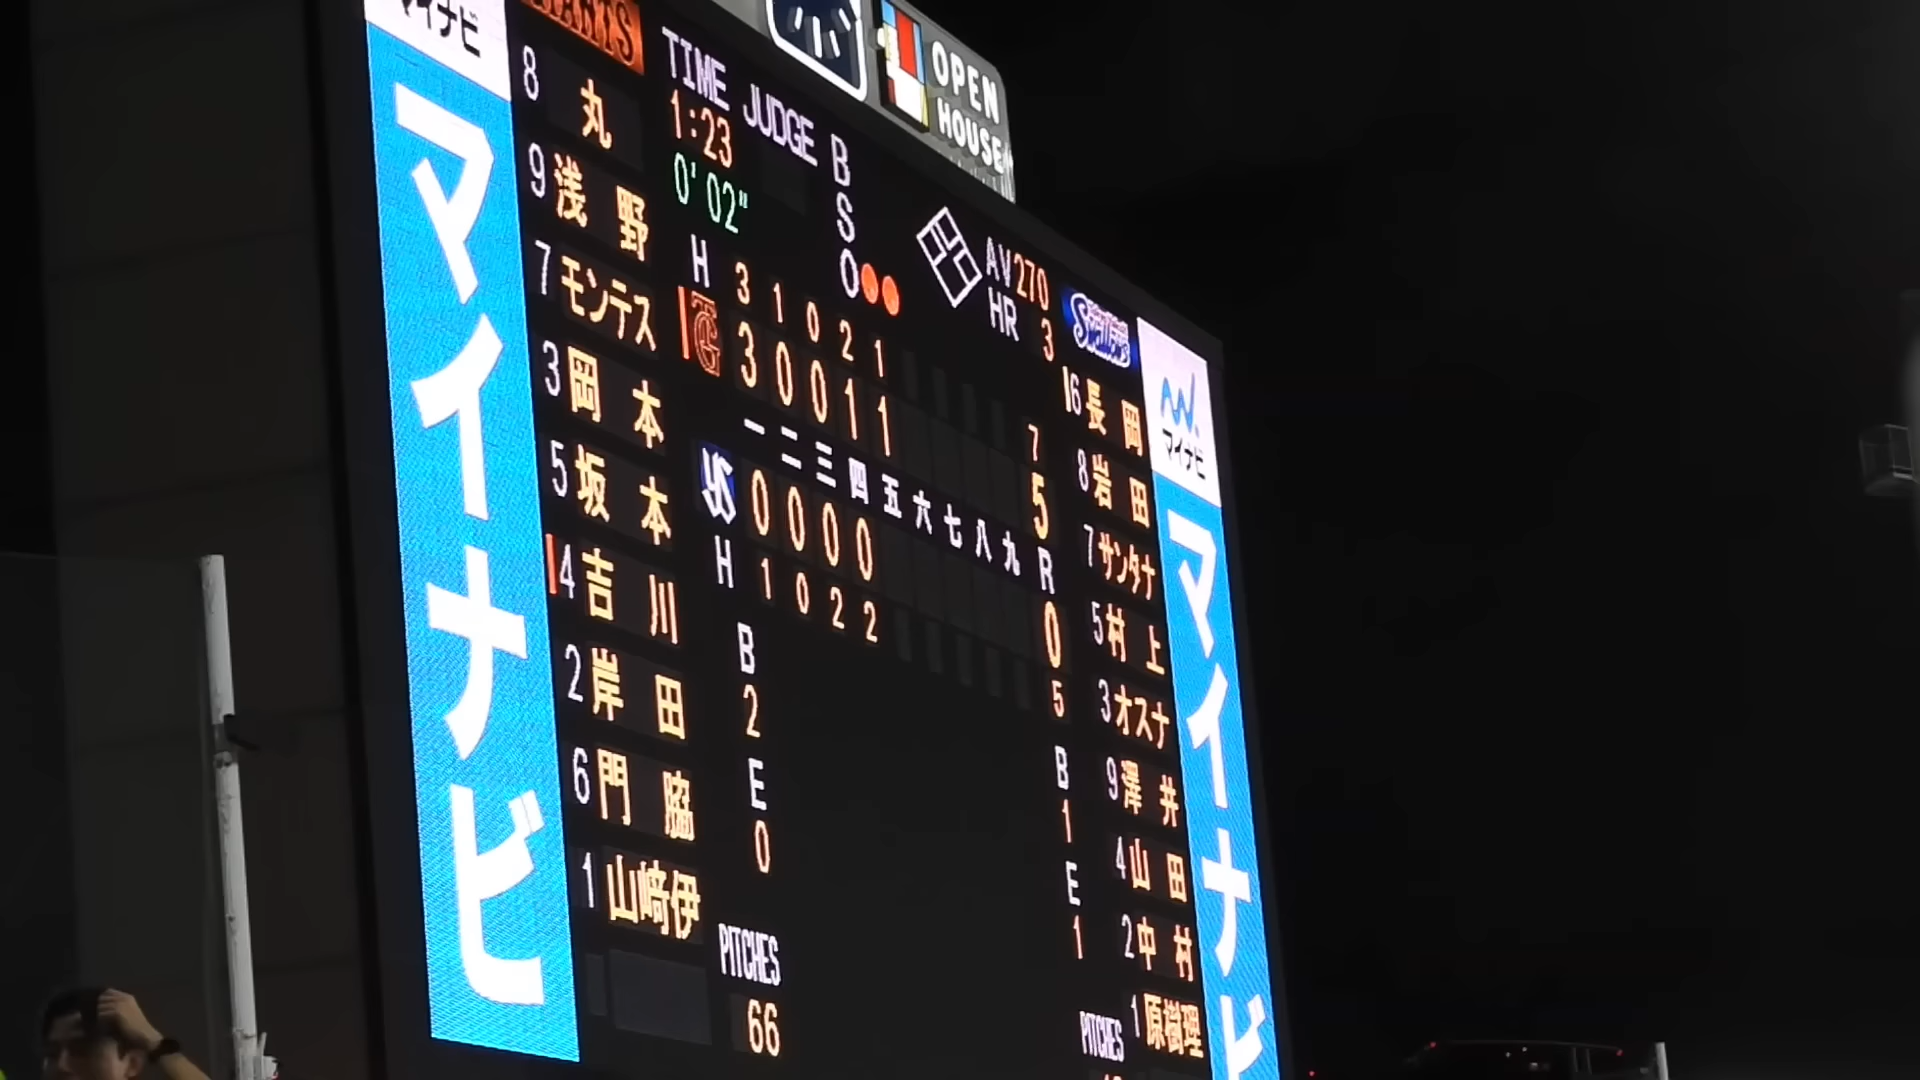 マイナビ
マイナビ
GIANTS
8 丸
9 浅野
7 モンテス
3 岡本
5 坂本
4 吉川
2 岸田
6 門脇
1 山崎伊
TIME JUDGE
1:23
0'02"
B
S
O
OPEN
HOUSE
AV 270
HR 3
H 3 1 0 2 1 7
3 0 0 1 1 5
一 二 三 四 五 六 七 八 九 R
YS 0 0 0 0 0
H 1 0 2 2 5
B
2
E
0
PITCHES
66
B
1
E
1
PITCHES
Swallows
6 長岡
8 岩田
7 サンタナ
5 村上
3 オスナ
9 澤井
4 山田
2 中村
1 原樹理
マイナビ
マイナビ